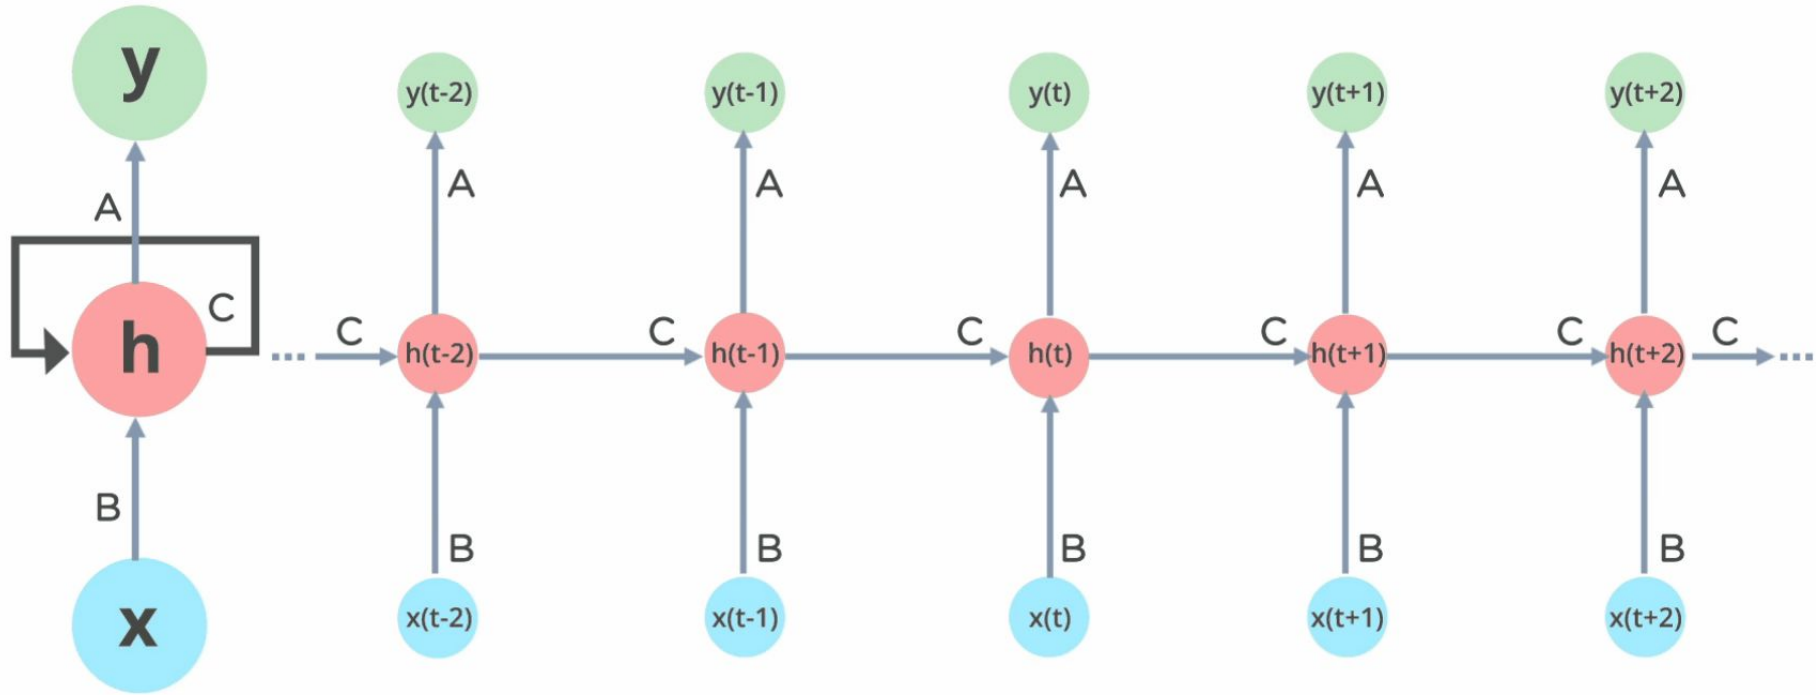 y
y(t-2) y(t-1) y(t) y(t+1) y(t+2)
A A A A A A
C C C C C C C
h h(t-2) h(t-1) h(t) h(t+1) h(t+2)
B B B B B B
x x(t-2) x(t-1) x(t) x(t+1) x(t+2)